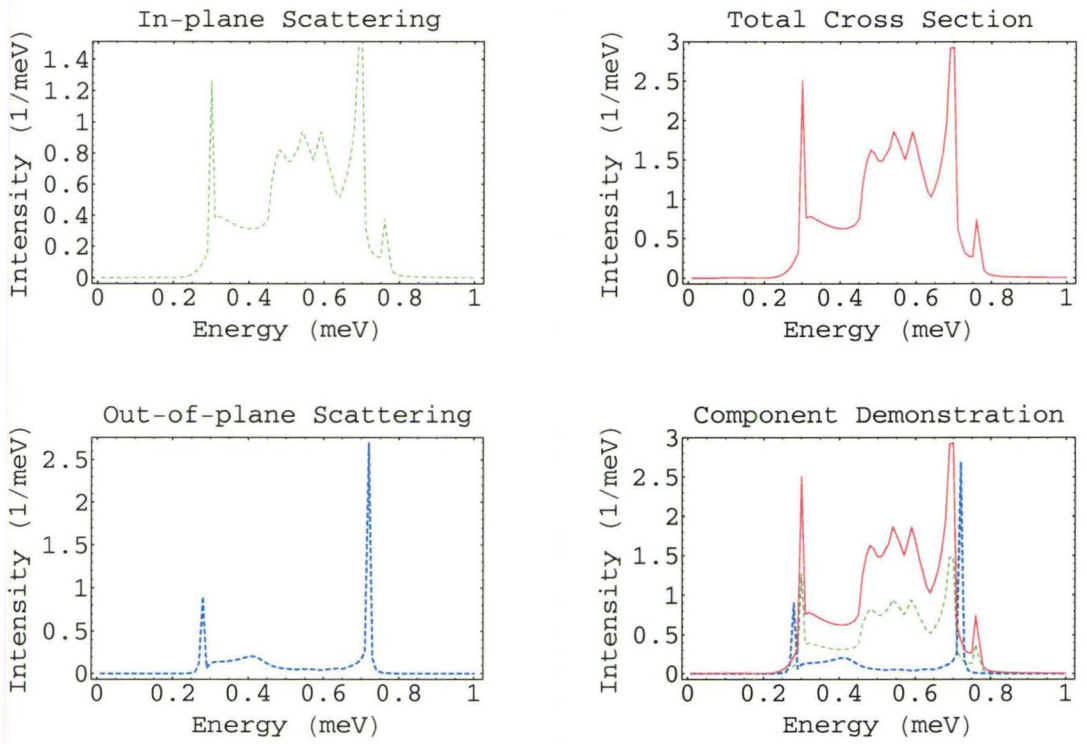 In-plane Scattering
Intensity (1/meV)
1.4
1.2
1
0.8
0.6
0.4
0.2
0
0 0.2 0.4 0.6 0.8 1
Energy (meV)
Total Cross Section
Intensity (1/meV)
3
2.5
2
1.5
1
0.5
0
0 0.2 0.4 0.6 0.8 1
Energy (meV)
Out-of-plane Scattering
Intensity (1/meV)
2.5
2
1.5
1
0.5
0
0 0.2 0.4 0.6 0.8 1
Energy (meV)
Component Demonstration
Intensity (1/meV)
3
2.5
2
1.5
1
0.5
0
0 0.2 0.4 0.6 0.8 1
Energy (meV)